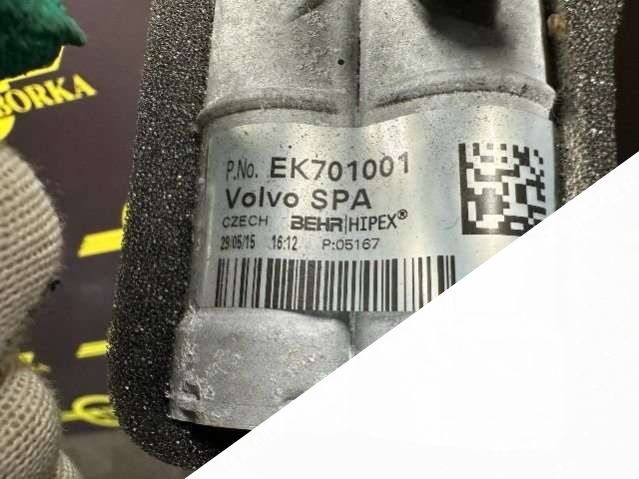 BORKA
P.No. EK701001
Volvo SPA
CZECH BEHR|HIPEX®
29/05/15 16:12 P:05167